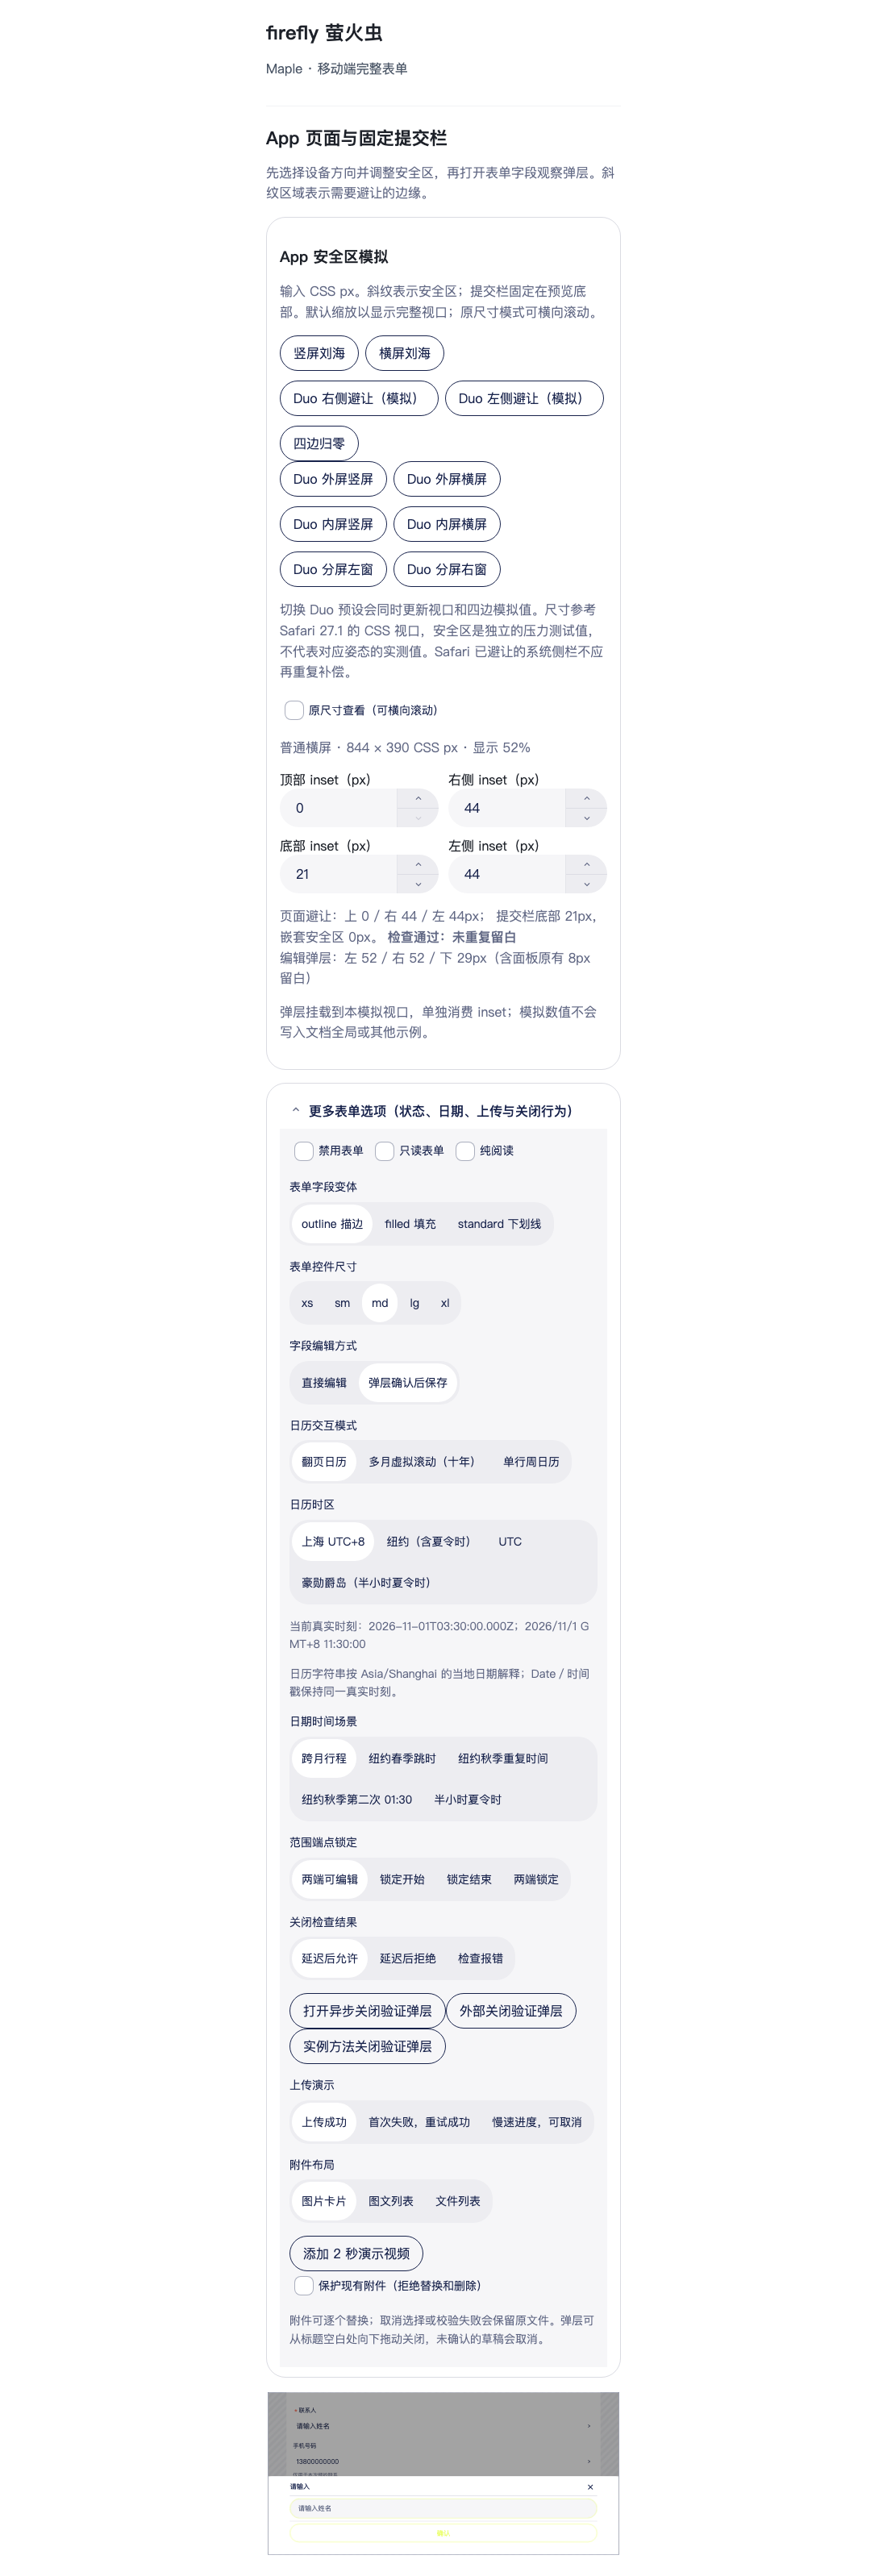 firefly 萤火虫
Maple · 移动端完整表单
App 页面与固定提交栏
先选择设备方向并调整安全区，再打开表单字段观察弹层。斜
纹区域表示需要避让的边缘。
App 安全区模拟
输入 CSS px。斜纹表示安全区；提交栏固定在预览底
部。默认缩放以显示完整视口；原尺寸模式可横向滚动。
竖屏刘海 横屏刘海
Duo 右侧避让（模拟） Duo 左侧避让（模拟）
四边归零
Duo 外屏竖屏 Duo 外屏横屏
Duo 内屏竖屏 Duo 内屏横屏
Duo 分屏左窗 Duo 分屏右窗
切换 Duo 预设会同时更新视口和四边模拟值。尺寸参考
Safari 27.1 的 CSS 视口，安全区是独立的压力测试值，
不代表对应姿态的实测值。Safari 已避让的系统侧栏不应
再重复补偿。
原尺寸查看（可横向滚动）
普通横屏 · 844 × 390 CSS px · 显示 52%
顶部 inset（px） 右侧 inset（px）
0 44
底部 inset（px） 左侧 inset（px）
21 44
页面避让：上 0 / 右 44 / 左 44px； 提交栏底部 21px，
嵌套安全区 0px。 检查通过：未重复留白
编辑弹层：左 52 / 右 52 / 下 29px（含面板原有 8px
留白）
弹层挂载到本模拟视口，单独消费 inset；模拟数值不会
写入文档全局或其他示例。
更多表单选项（状态、日期、上传与关闭行为）
禁用表单 只读表单 纯阅读
表单字段变体
outline 描边 filled 填充 standard 下划线
表单控件尺寸
xs sm md lg xl
字段编辑方式
直接编辑 弹层确认后保存
日历交互模式
翻页日历 多月虚拟滚动（十年） 单行周日历
日历时区
上海 UTC+8 纽约（含夏令时） UTC
豪勋爵岛（半小时夏令时）
当前真实时刻：2026-11-01T03:30:00.000Z；2026/11/1 G
MT+8 11:30:00
日历字符串按 Asia/Shanghai 的当地日期解释；Date / 时间
戳保持同一真实时刻。
日期时间场景
跨月行程 纽约春季跳时 纽约秋季重复时间
纽约秋季第二次 01:30 半小时夏令时
范围端点锁定
两端可编辑 锁定开始 锁定结束 两端锁定
关闭检查结果
延迟后允许 延迟后拒绝 检查报错
打开异步关闭验证弹层 外部关闭验证弹层
实例方法关闭验证弹层
上传演示
上传成功 首次失败，重试成功 慢速进度，可取消
附件布局
图片卡片 图文列表 文件列表
添加 2 秒演示视频
保护现有附件（拒绝替换和删除）
附件可逐个替换；取消选择或校验失败会保留原文件。弹层可
从标题空白处向下拖动关闭，未确认的草稿会取消。
* 联系人
请输入姓名
手机号码
13800000000
请输入
请输入姓名
确认